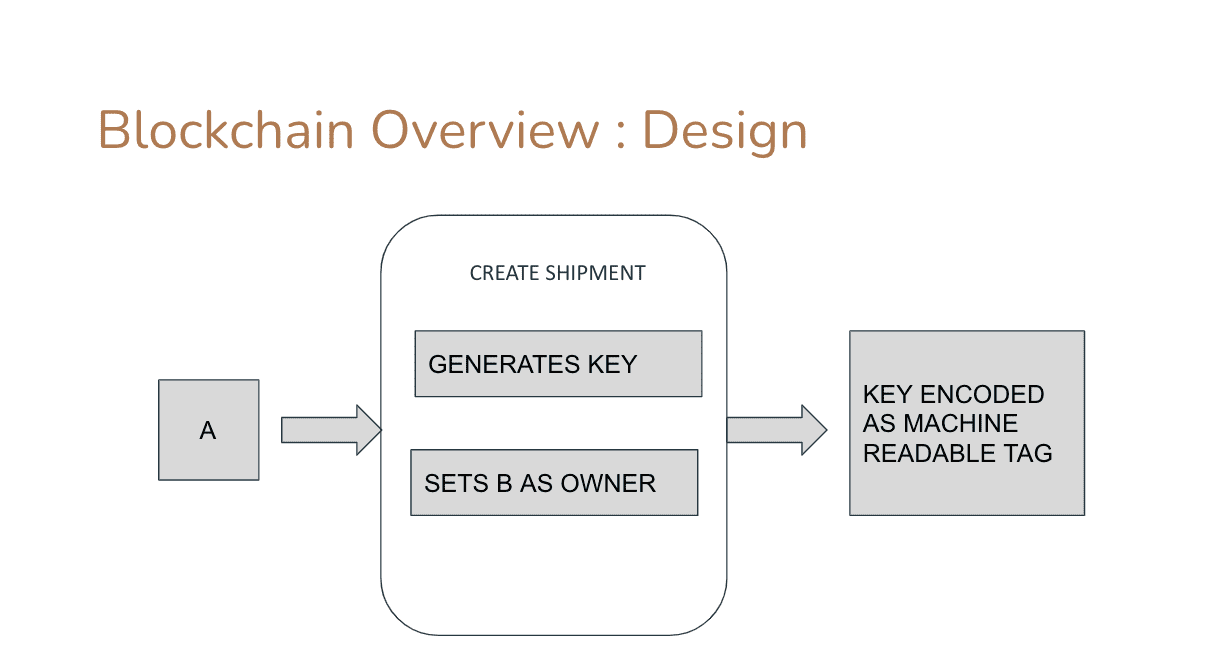 Blockchain Overview : Design
CREATE SHIPMENT
GENERATES KEY
A
SETS B AS OWNER
KEY ENCODED
AS MACHINE
READABLE TAG